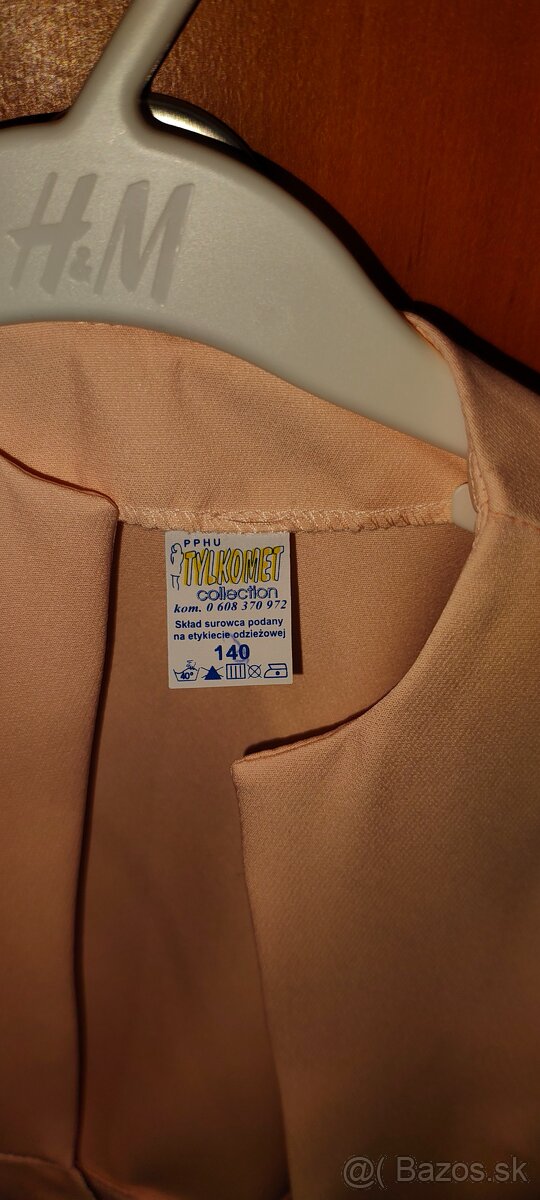 H&M
PPHU
TYLKOMET
collection
kom. 0 608 370 972
Skład surowca podany
na etykiecie odzieżowej
140
40°
@( Bazos.sk